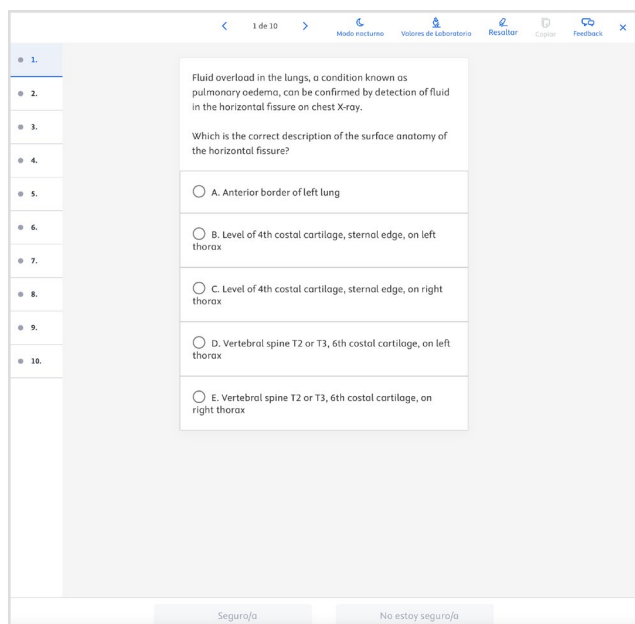 1 de 10
Modo nocturno
Valores de Laboratorio
Resaltar
Copiar
Feedback
1.
2.
3.
4.
5.
6.
7.
8.
9.
10.
Fluid overload in the lungs, a condition known as
pulmonary oedema, can be confirmed by detection of fluid
in the horizontal fissure on chest X-ray.
Which is the correct description of the surface anatomy of
the horizontal fissure?
A. Anterior border of left lung
B. Level of 4th costal cartilage, sternal edge, on left
thorax
C. Level of 4th costal cartilage, sternal edge, on right
thorax
D. Vertebral spine T2 or T3, 6th costal cartilage, on left
thorax
E. Vertebral spine T2 or T3, 6th costal cartilage, on
right thorax
Seguro/a
No estoy seguro/a